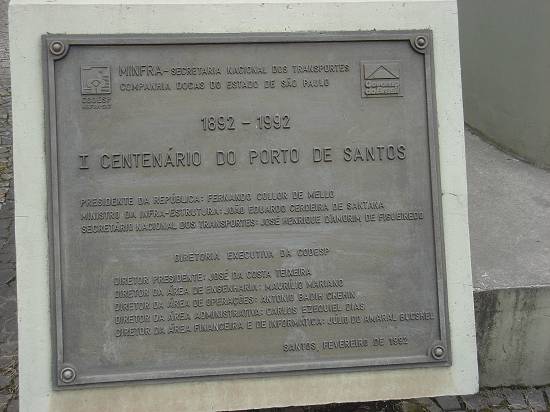 MINFRA - SECRETARIA NACIONAL DOS TRANSPORTES
COMPANHIA DOCAS DO ESTADO DE SÃO PAULO
CODESP
1892 - 1992
I CENTENÁRIO DO PORTO DE SANTOS
PRESIDENTE DA REPÚBLICA: FERNANDO COLLOR DE MELLO
MINISTRO DA INFRA-ESTRUTURA: JOÃO EDUARDO CERDEIRA DE SANTANA
SECRETÁRIO NACIONAL DOS TRANSPORTES: JOSÉ HENRIQUE D'AMORIM DE FIGUEIREDO
DIRETORIA EXECUTIVA DA CODESP
DIRETOR PRESIDENTE: JOSÉ DA COSTA TEIXEIRA
DIRETOR DA ÁREA DE ENGENHARIA: MAURÍLIO MARIANO
DIRETOR DA ÁREA DE OPERAÇÕES: ANTONIO BADIH CHEHIN
DIRETOR DA ÁREA ADMINISTRATIVA: CARLOS EZEQUIEL DIAS
DIRETOR DA ÁREA FINANCEIRA E DE INFORMÁTICA: JÚLIO DO AMARAL BUSCHEL
SANTOS, FEVEREIRO DE 1992